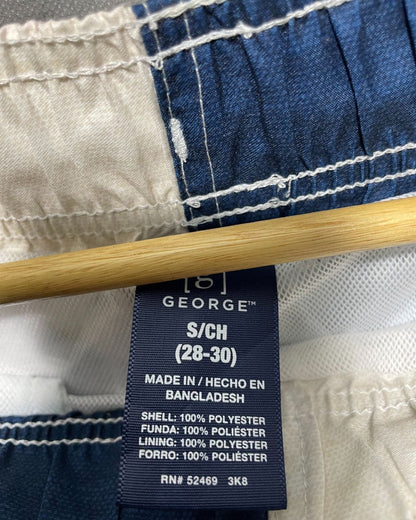 [g]
GEORGE™
S/CH
(28-30)
MADE IN / HECHO EN
BANGLADESH
SHELL: 100% POLYESTER
FUNDA: 100% POLIÉSTER
LINING: 100% POLYESTER
FORRO: 100% POLIÉSTER
RN# 52469 3K8